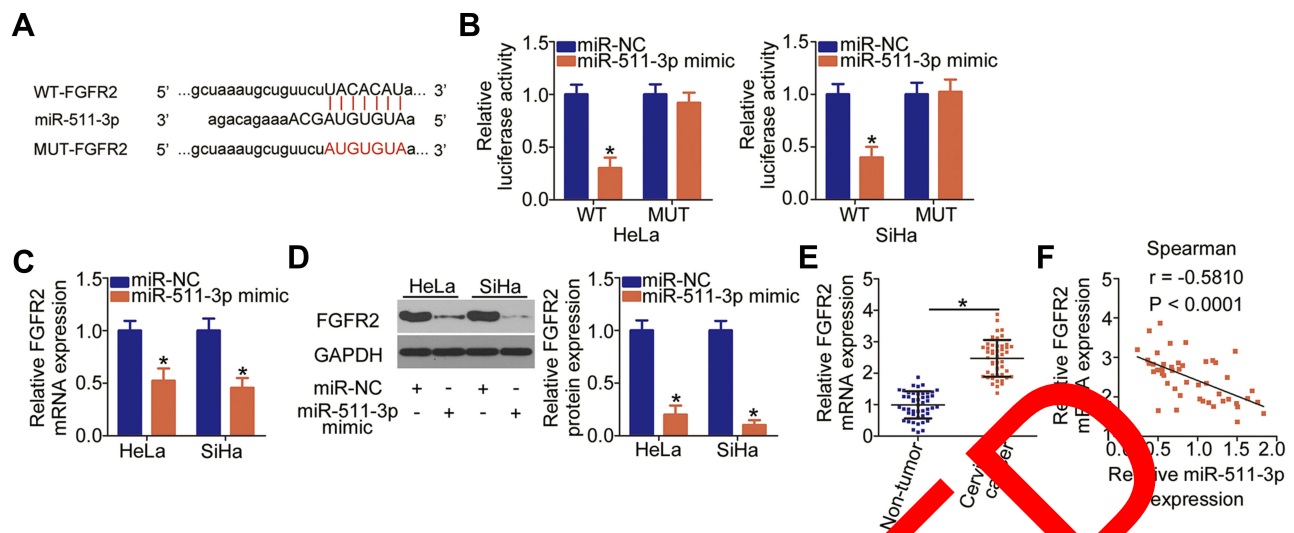 A
WT-FGFR2 5' ...gcuaaaugcuguucuUACACAUa... 3'
miR-511-3p 3' agacagaaaACGAUGUGUAa 5'
MUT-FGFR2 5' ...gcuaaaugcuguucuAUGUGUAa... 3'
B
Relative
luciferase activity
1.5
1.0
0.5
0.0
miR-NC
miR-511-3p mimic
*
WT MUT
HeLa
Relative
luciferase activity
1.5
1.0
0.5
0.0
miR-NC
miR-511-3p mimic
*
WT MUT
SiHa
C
Relative FGFR2
mRNA expression
1.5
1.0
0.5
0.0
miR-NC
miR-511-3p mimic
* *
HeLa SiHa
D
HeLa SiHa
FGFR2
GAPDH
miR-NC + - + -
miR-511-3p
mimic - + - +
Relative FGFR2
protein expression
1.5
1.0
0.5
0.0
miR-NC
miR-511-3p mimic
* *
HeLa SiHa
E
Relative FGFR2
mRNA expression
5
4
3
2
1
0
*
Non-tumor
F
Spearman
r = -0.5810
P < 0.0001
FGFR2
expression
5
4
3
2
1
0.5 1.0 1.5 2.0
miR-511-3p
expression